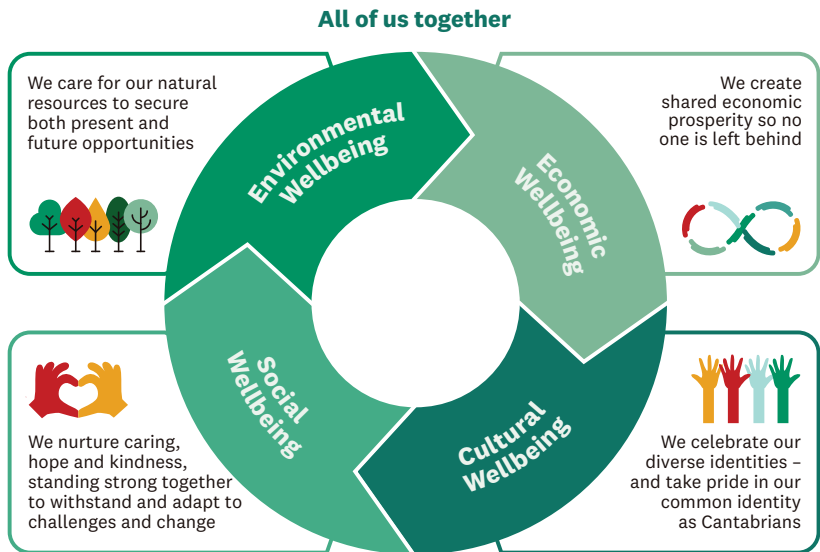 All of us together
We care for our natural
resources to secure
both present and
future opportunities
Environmental
Wellbeing
Economic
Wellbeing
We create
shared economic
prosperity so no
one is left behind
Social
Wellbeing
We nurture caring,
hope and kindness,
standing strong together
to withstand and adapt to
challenges and change
Cultural
Wellbeing
We celebrate our
diverse identities –
and take pride in our
common identity
as Cantabrians